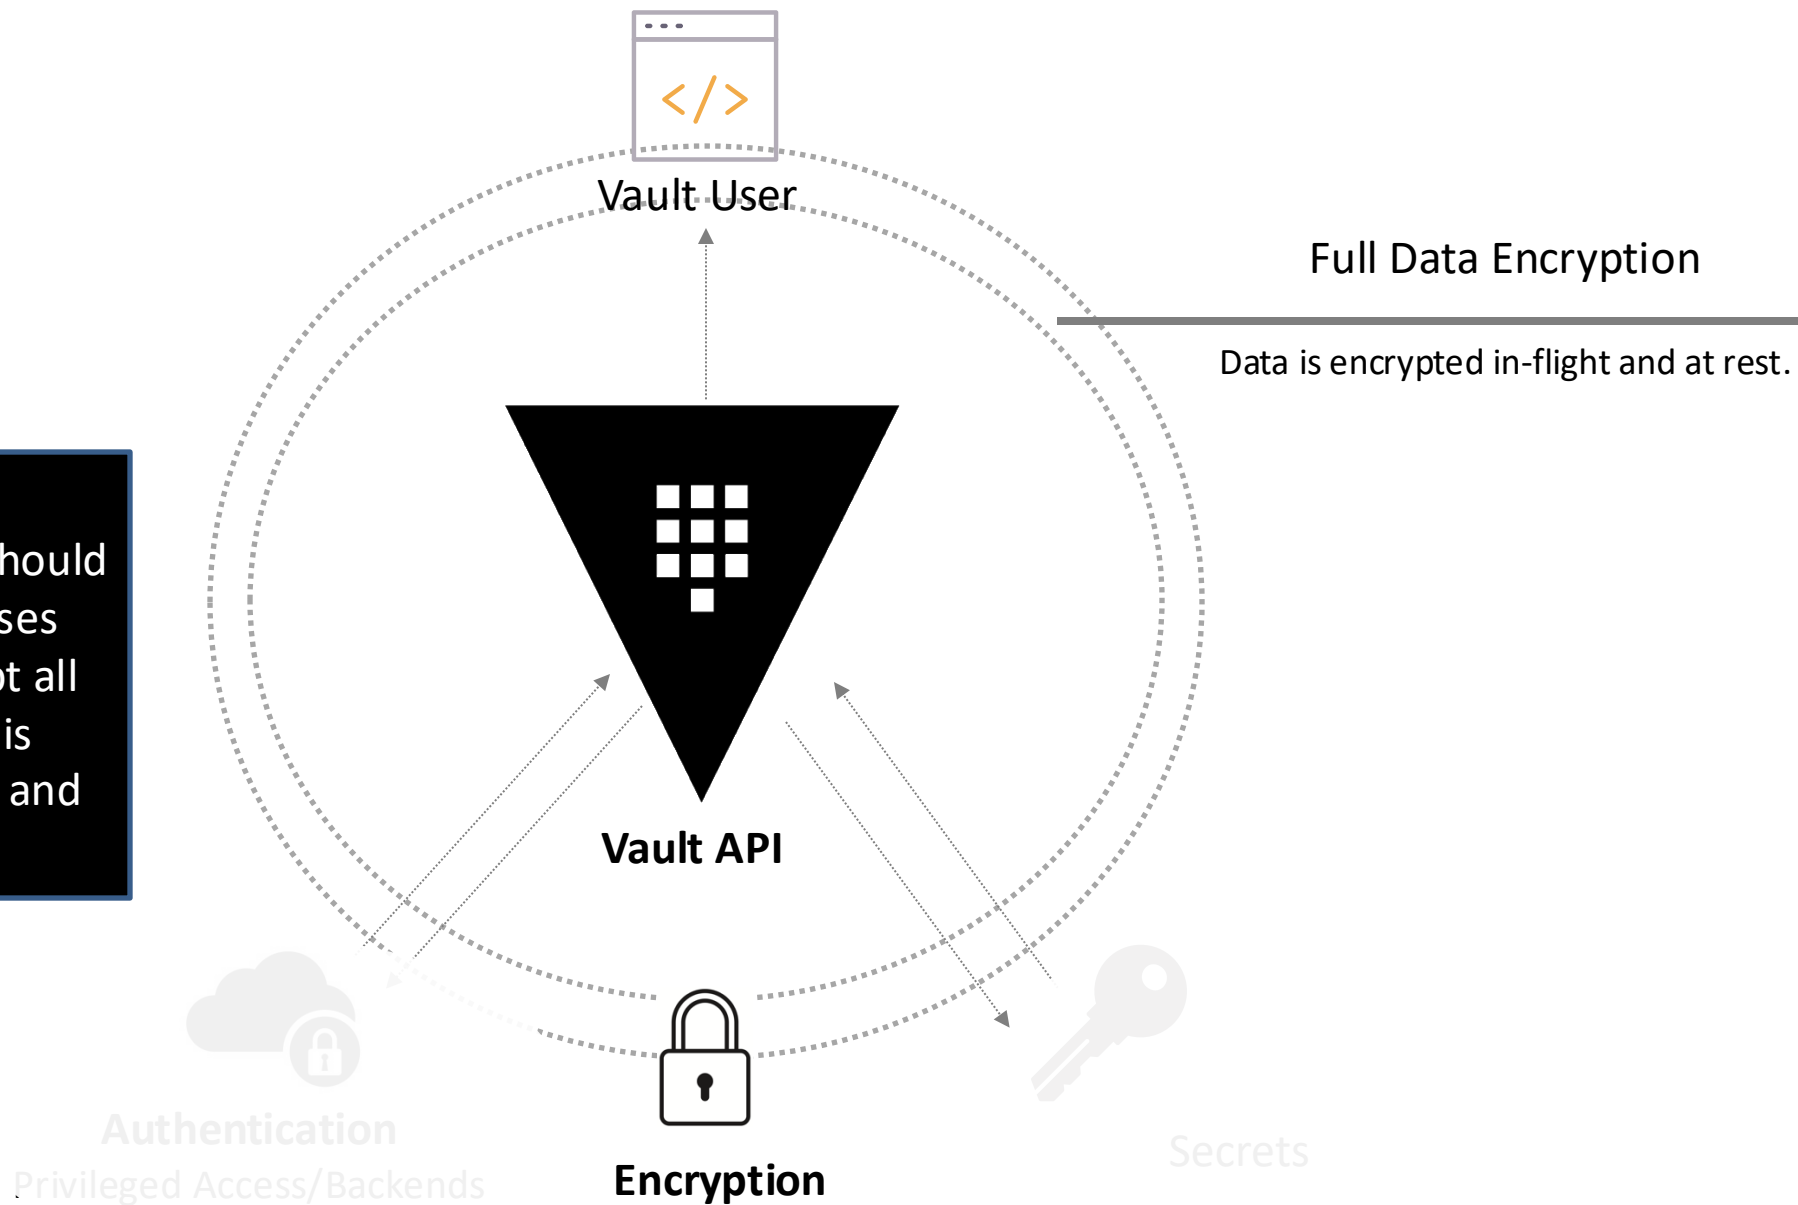 </>
Vault User
Full Data Encryption
Data is encrypted in-flight and at rest.
hould
ses
ot all
is
and
Vault API
Authentication
Privileged Access/Backends
Encryption
Secrets